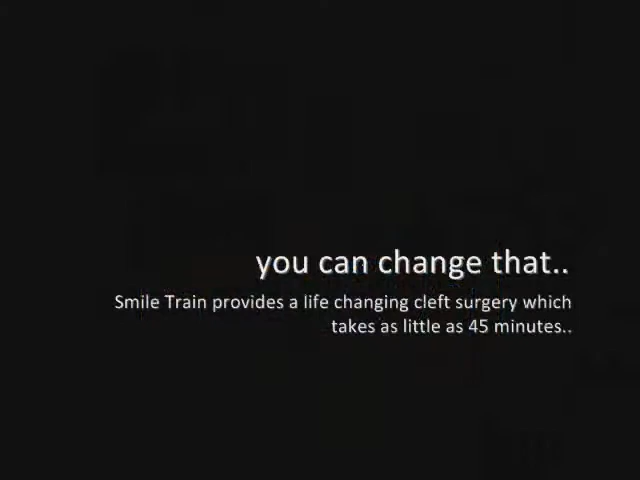 you can change that..
Smile Train provides a life changing cleft surgery which
takes as little as 45 minutes..